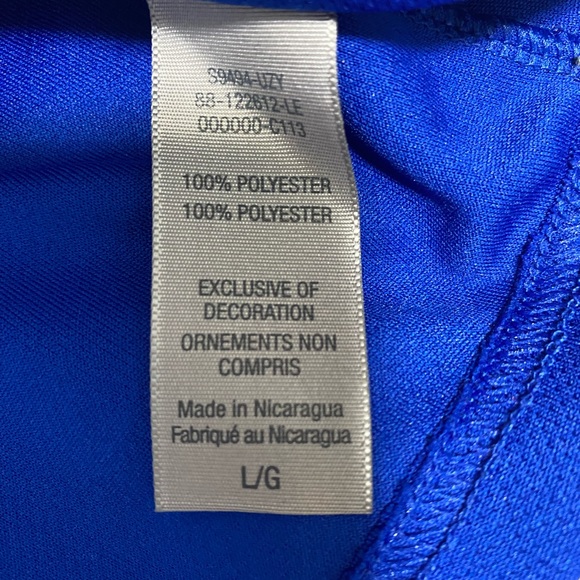 S9494-UZY
88-122612-LE
000000-C113
100% POLYESTER
100% POLYESTER
EXCLUSIVE OF
DECORATION
ORNEMENTS NON
COMPRIS
Made in Nicaragua
Fabriqué au Nicaragua
L/G